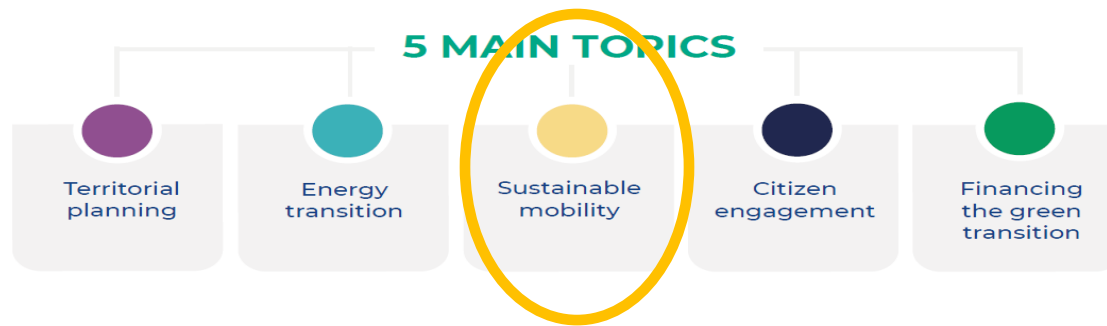 5 MAIN TOPICS
Territorial
planning
Energy
transition
Sustainable
mobility
Citizen
engagement
Financing
the green
transition